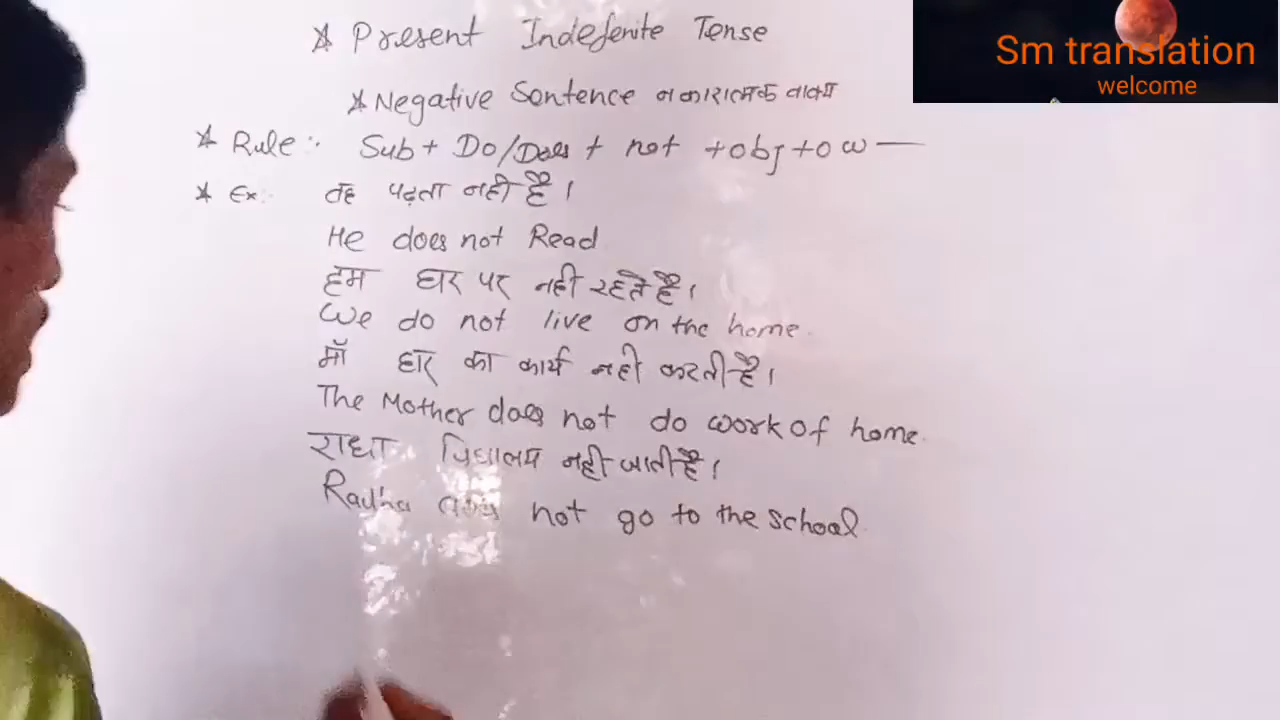 Sm translation
welcome
★ Present Indefenite Tense
★ Negative Sentence नकारात्मक वाक्य
★ Rule:- Sub + Do/Does + not + obj + o w —
★ Ex:- वह पढ़ता नही है।
He does not Read
हम घर पर नही रहते है।
We do not live on the home.
माँ घर का कार्य नही करती है।
The Mother does not do work of home.
राधा विद्यालय नही जाती है।
Radha does not go to the school.